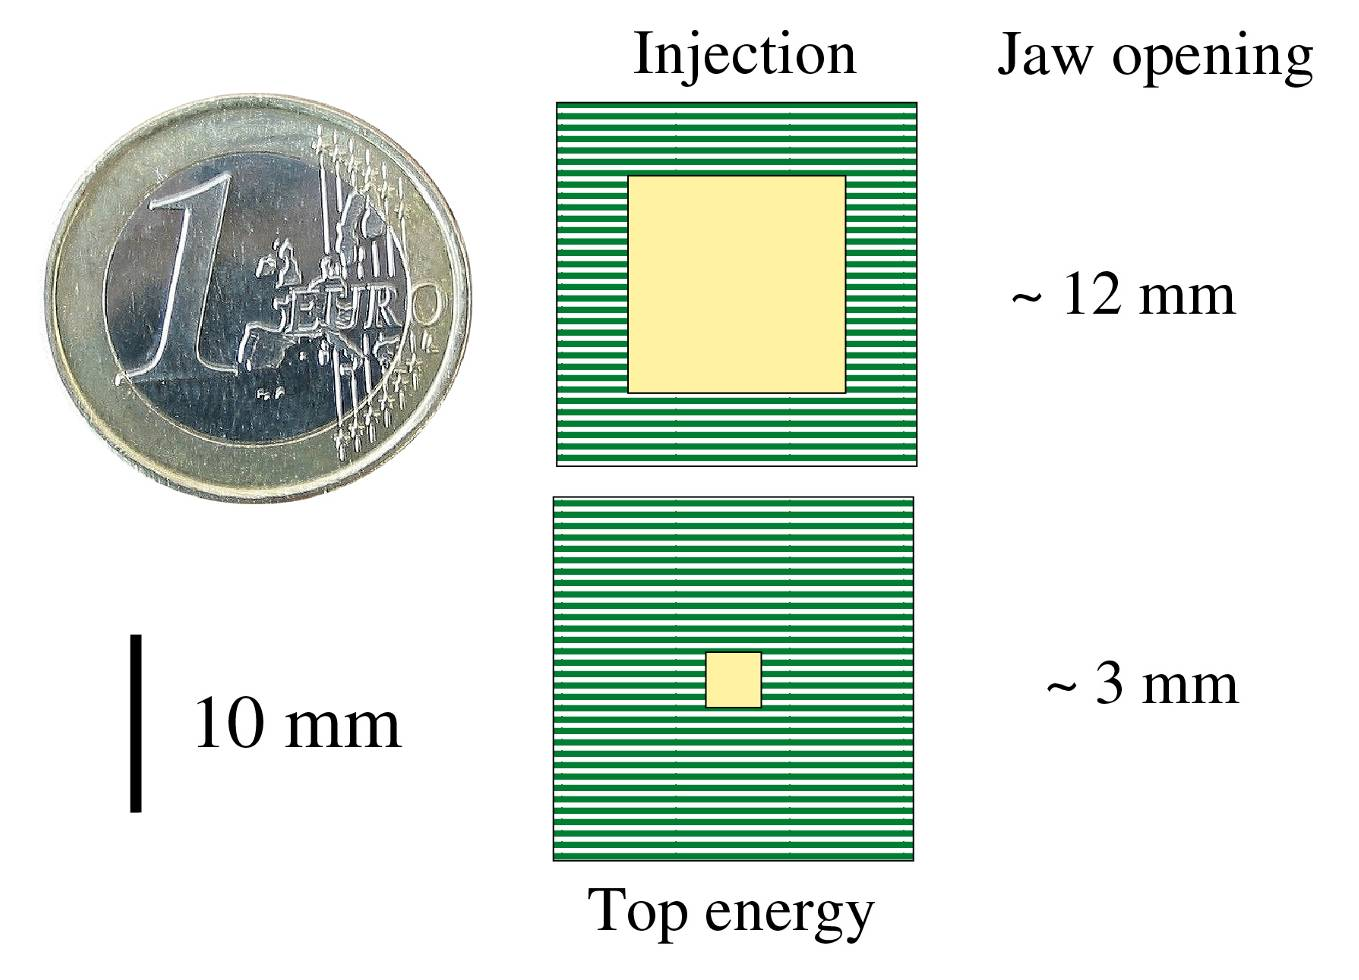 Injection
Jaw opening
1
EURO
~ 12 mm
10 mm
~ 3 mm
Top energy